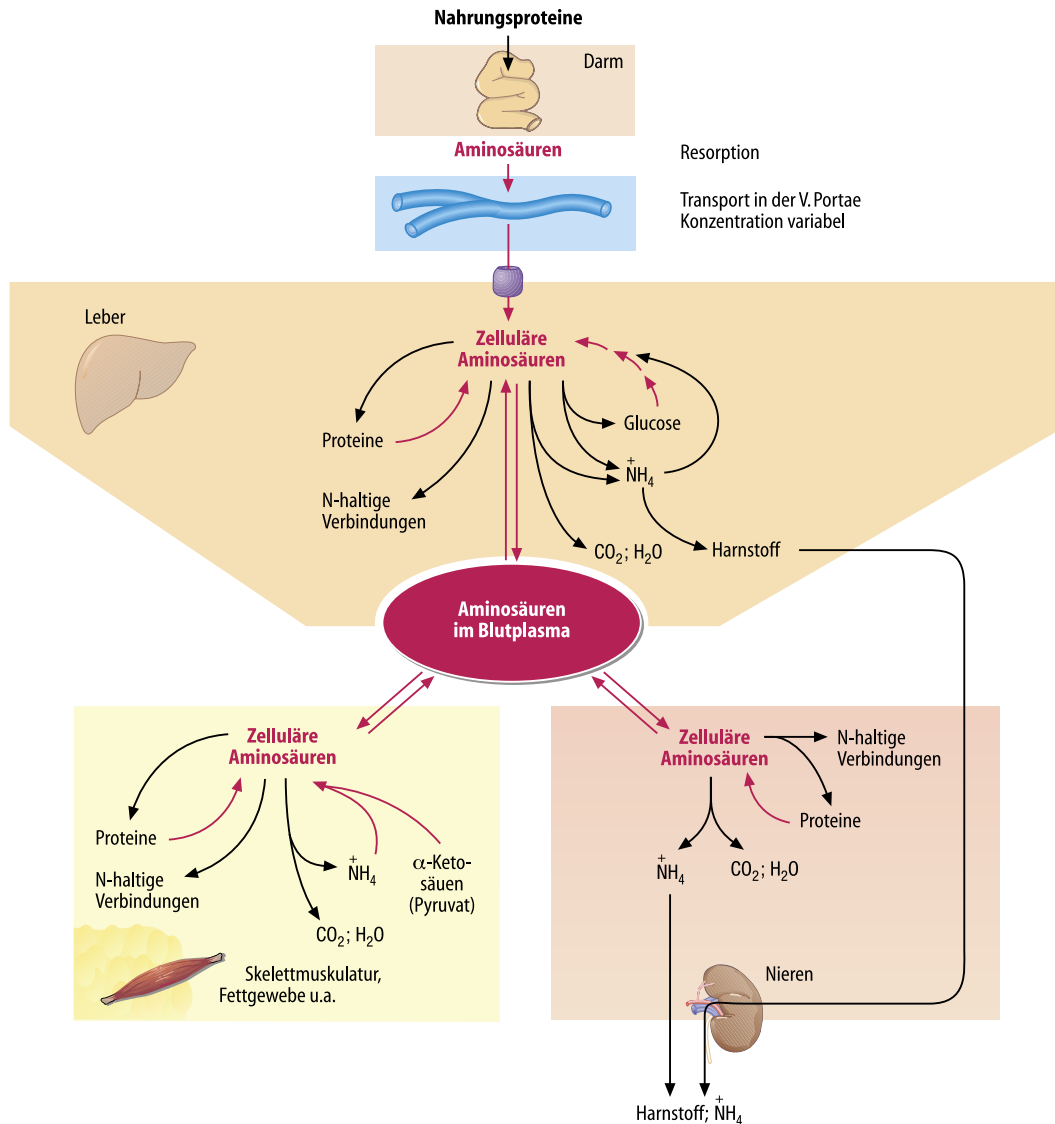 Nahrungsproteine
Darm
Aminosäuren
Resorption
Transport in der V. Portae
Konzentration variabel
Leber
Zelluläre
Aminosäuren
Glucose
Proteine
N̟H₄
N-haltige
Verbindungen
CO₂; H₂O
Harnstoff
Aminosäuren
im Blutplasma
Zelluläre
Aminosäuren
Proteine
N-haltige
Verbindungen
+
NH₄
α-Keto-
säuen
(Pyruvat)
CO₂; H₂O
Skelettmuskulatur,
Fettgewebe u.a.
Zelluläre
Aminosäuren
N-haltige
Verbindungen
Proteine
+
NH₄
CO₂; H₂O
Nieren
+
Harnstoff; NH₄